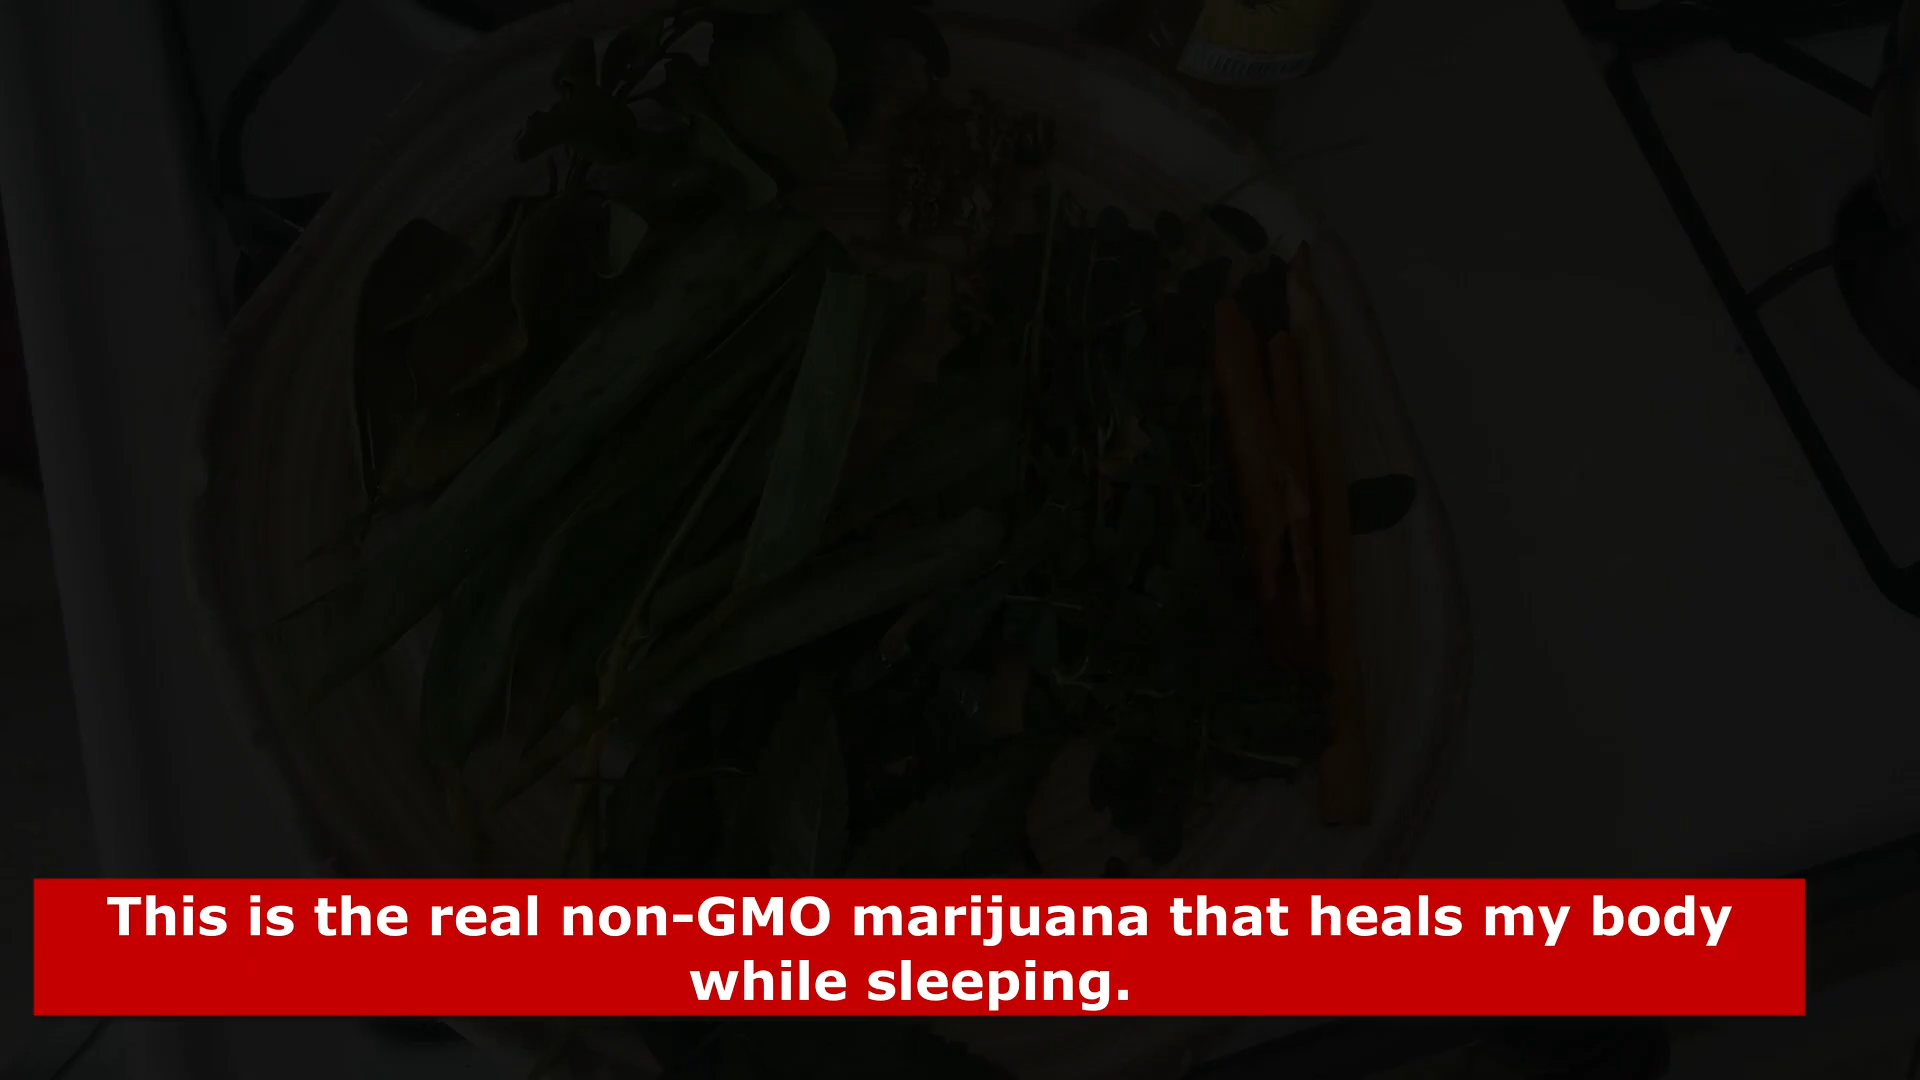 This is the real non-GMO marijuana that heals my body
while sleeping.